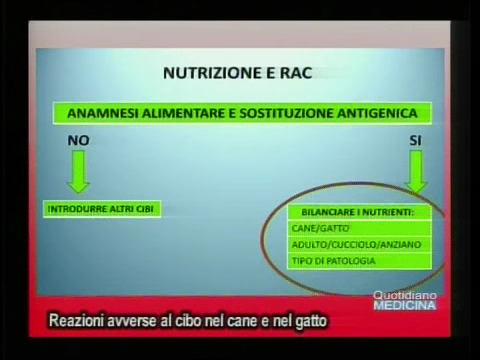 NUTRIZIONE E RAC
ANAMNESI ALIMENTARE E SOSTITUZIONE ANTIGENICA
NO
SI
INTRODURRE ALTRI CIBI
BILANCIARE I NUTRIENTI:
CANE/GATTO
ADULTO/CUCCIOLO/ANZIANO
TIPO DI PATOLOGIA
Quotidiano
MEDICINA
Reazioni avverse al cibo nel cane e nel gatto